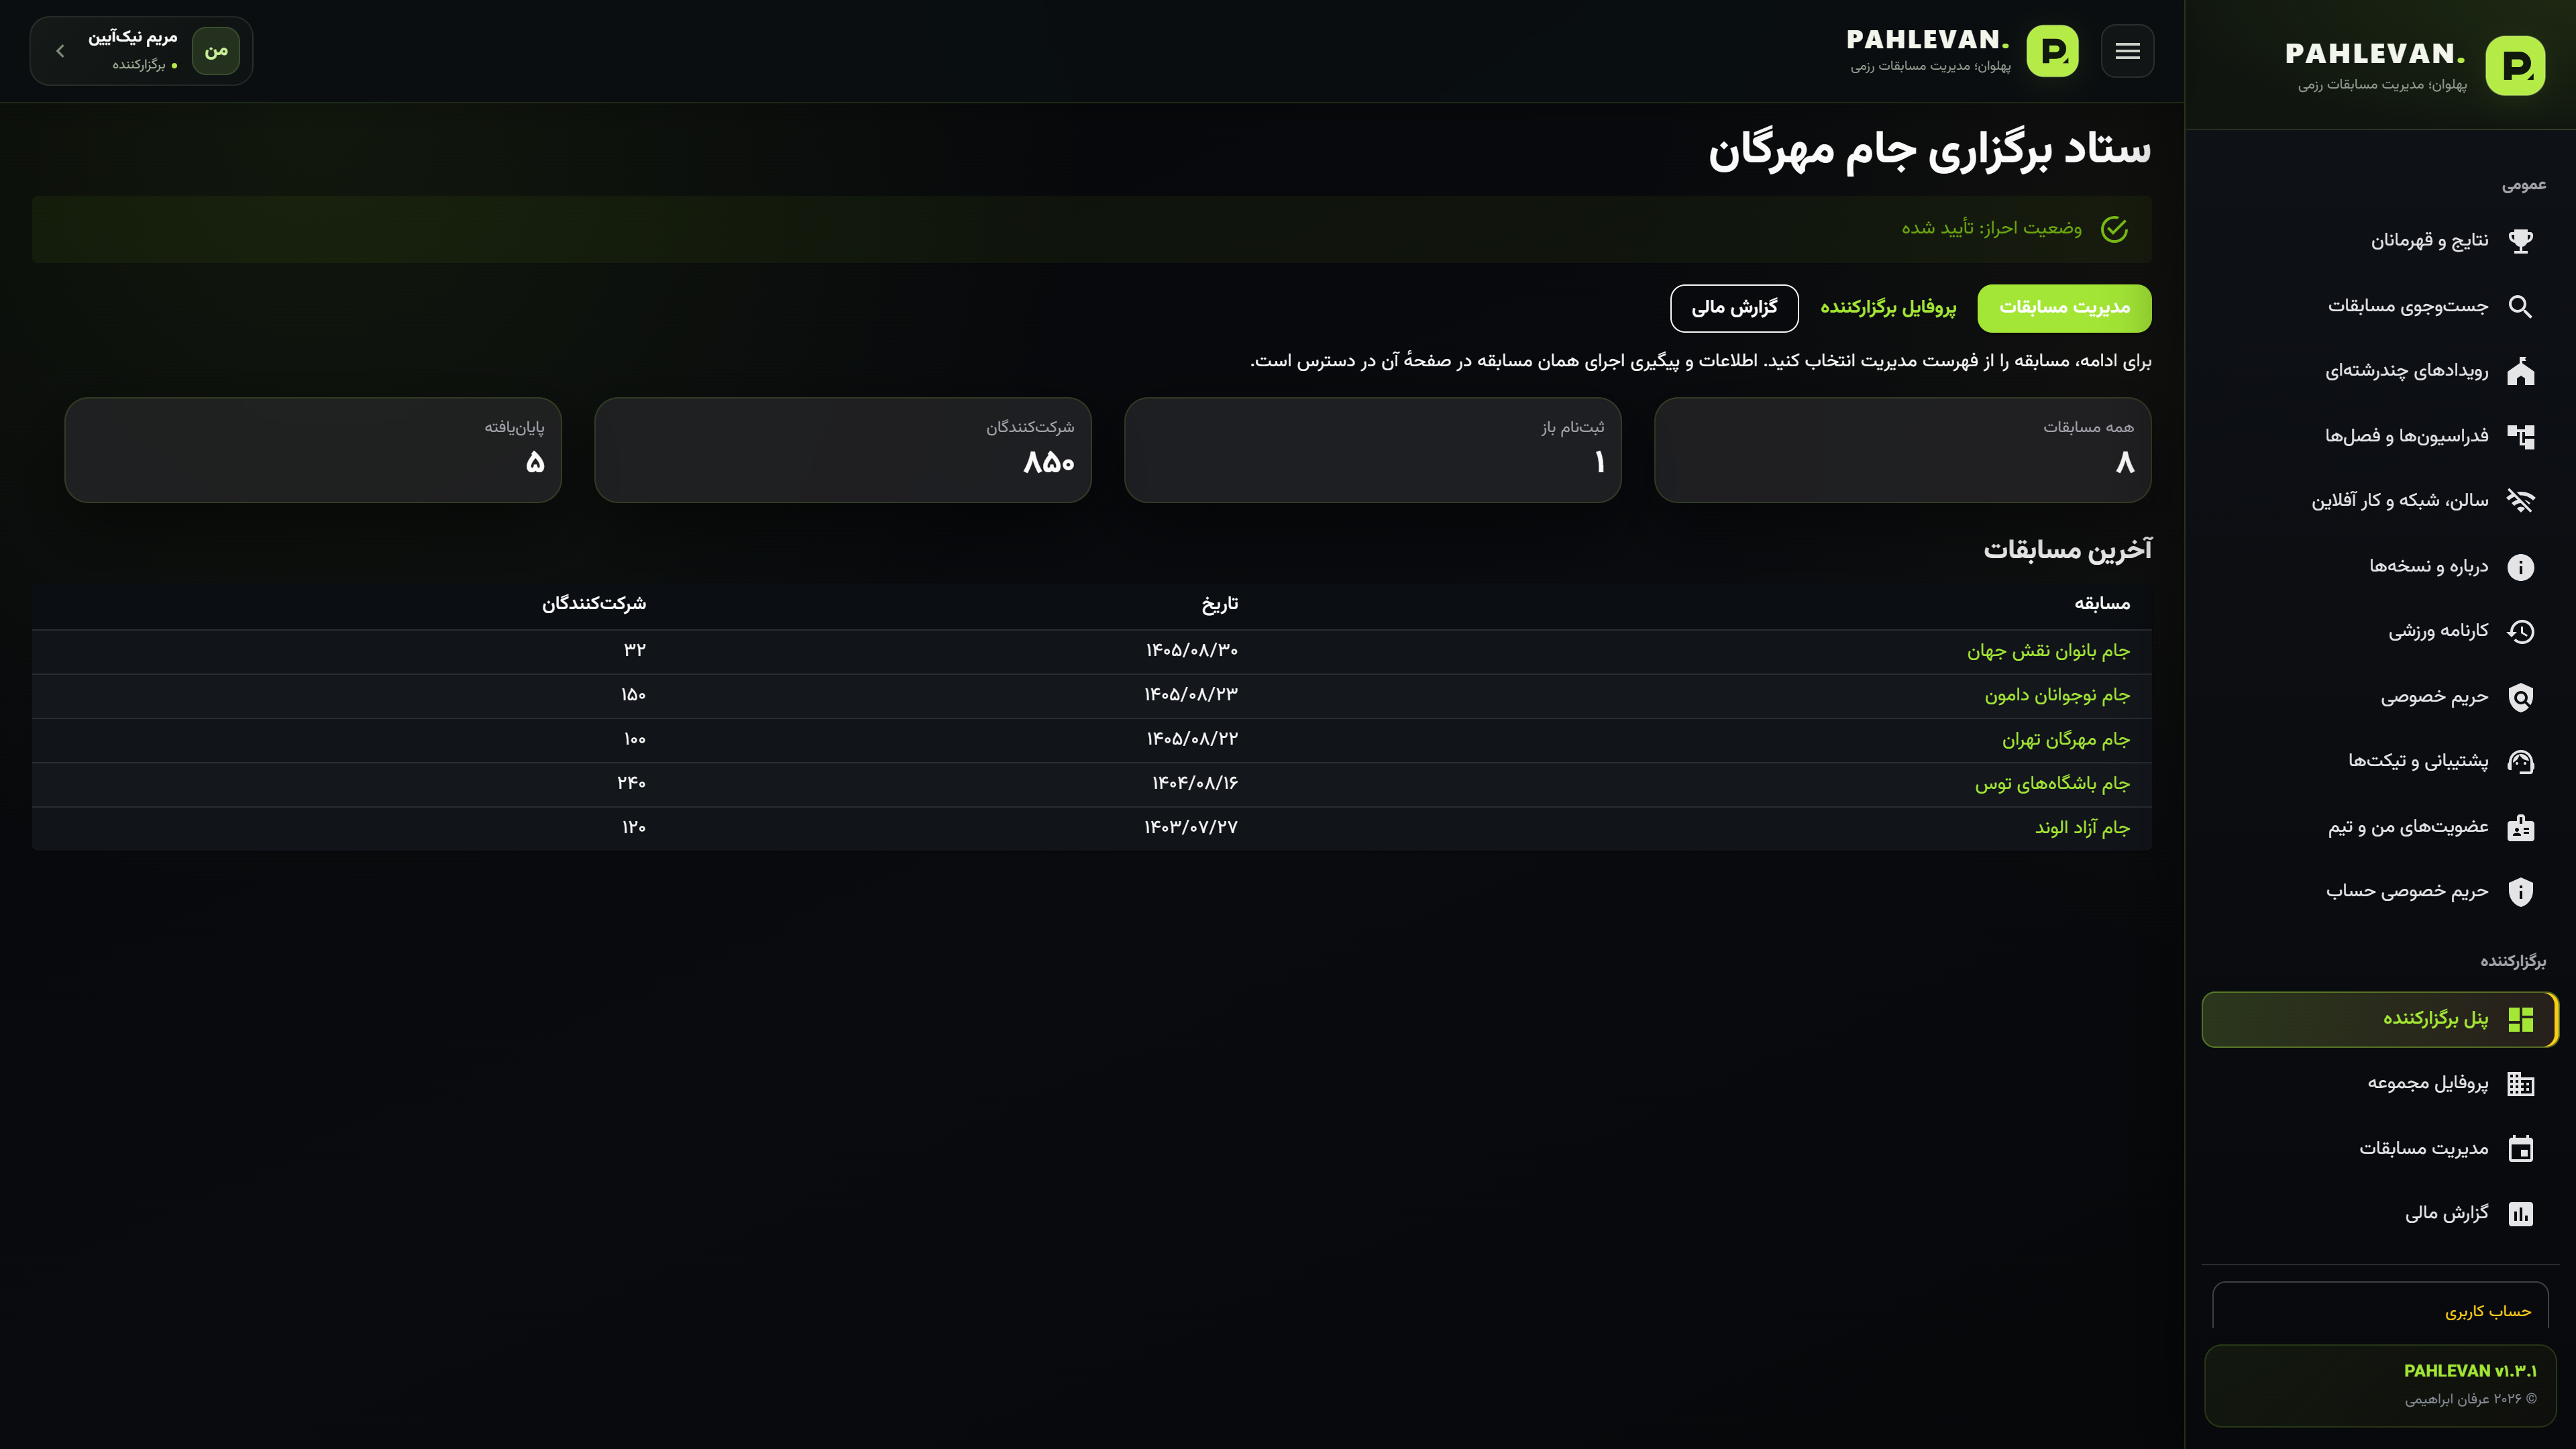 PAHLEVAN.
پهلوان؛ مدیریت مسابقات رزمی
عمومی
نتایج و قهرمانان
جست‌وجوی مسابقات
رویدادهای چندرشته‌ای
فدراسیون‌ها و فصل‌ها
سالن، شبکه و کار آفلاین
درباره و نسخه‌ها
کارنامه ورزشی
حریم خصوصی
پشتیبانی و تیکت‌ها
عضویت‌های من و تیم
حریم خصوصی حساب
برگزارکننده
پنل برگزارکننده
پروفایل مجموعه
مدیریت مسابقات
گزارش مالی
حساب کاربری
PAHLEVAN v۱.۳.۱
© ۲۰۲۶ عرفان ابراهیمی
PAHLEVAN.
پهلوان؛ مدیریت مسابقات رزمی
من
مریم نیک‌آیین
برگزارکننده
ستاد برگزاری جام مهرگان
وضعیت احراز: تأیید شده
مدیریت مسابقات پروفایل برگزارکننده گزارش مالی
برای ادامه، مسابقه را از فهرست مدیریت انتخاب کنید. اطلاعات و پیگیری اجرای همان مسابقه در صفحهٔ آن در دسترس است.
همه مسابقات
۸
ثبت‌نام باز
۱
شرکت‌کنندگان
۸۵۰
پایان‌یافته
۵
آخرین مسابقات
مسابقه تاریخ شرکت‌کنندگان
جام بانوان نقش جهان ۱۴۰۵/۰۸/۳۰ ۳۲
جام نوجوانان دامون ۱۴۰۵/۰۸/۲۳ ۱۵۰
جام مهرگان تهران ۱۴۰۵/۰۸/۲۲ ۱۰۰
جام باشگاه‌های توس ۱۴۰۴/۰۸/۱۶ ۲۴۰
جام آزاد الوند ۱۴۰۳/۰۷/۲۷ ۱۲۰